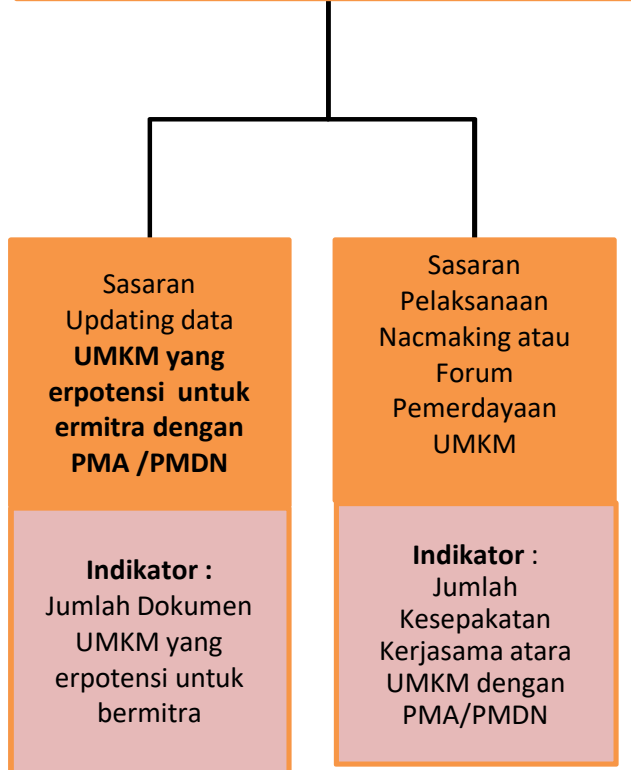 Sasaran
Updating data
UMKM yang
erpotensi untuk
ermitra dengan
PMA /PMDN
Indikator :
Jumlah Dokumen
UMKM yang
erpotensi untuk
bermitra
Sasaran
Pelaksanaan
Nacmaking atau
Forum
Pemerdayaan
UMKM
Indikator :
Jumlah
Kesepakatan
Kerjasama atara
UMKM dengan
PMA/PMDN